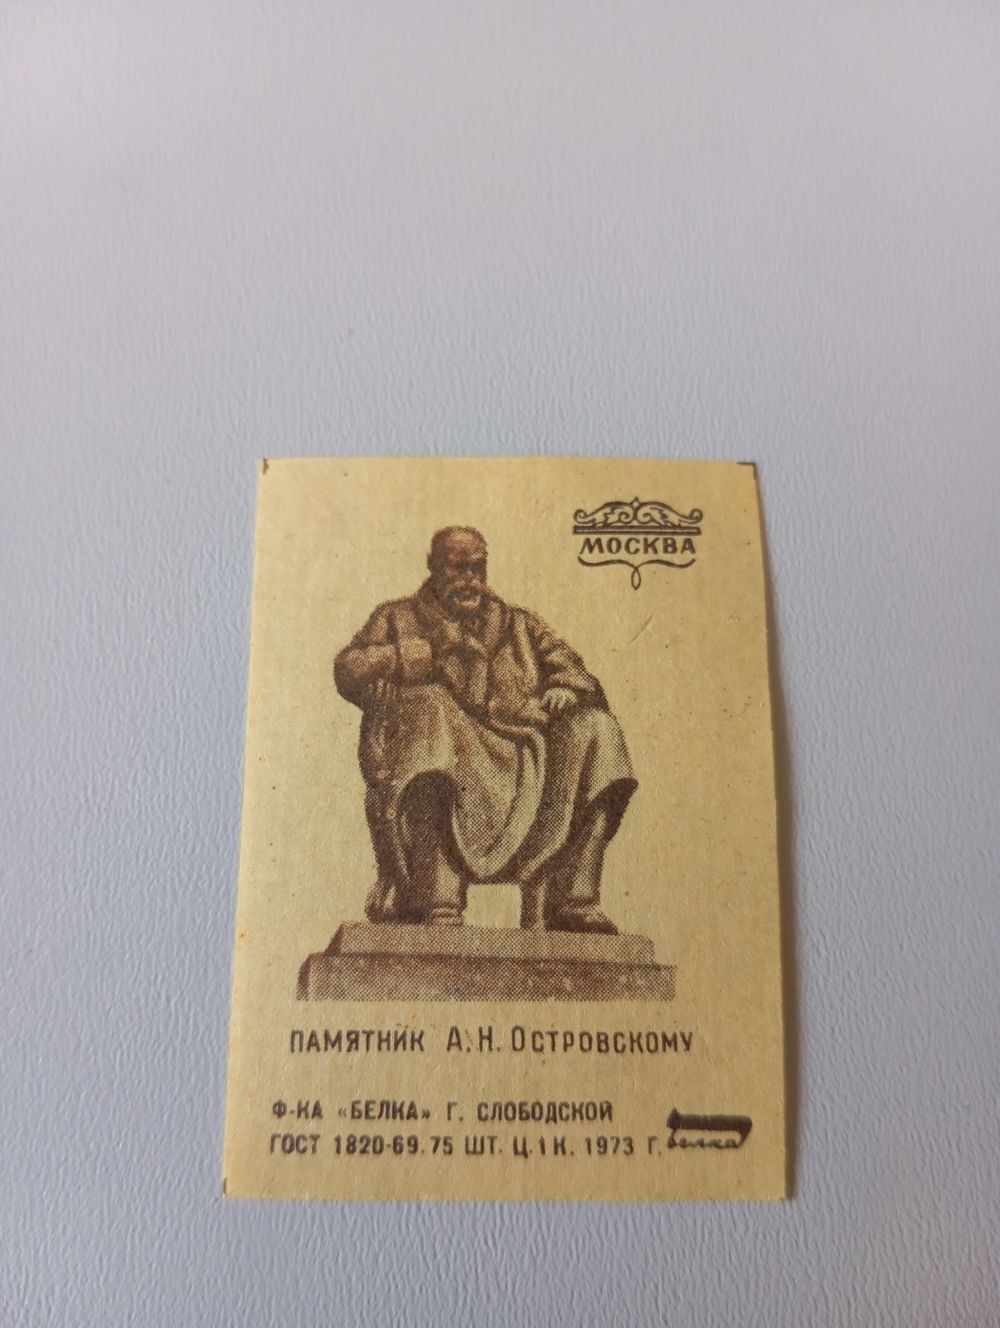 МОСКВА
ПАМЯТНИК А.Н. ОСТРОВСКОМУ
Ф-КА «БЕЛКА» Г. СЛОБОДСКОЙ
ГОСТ 1820-69. 75 ШТ. Ц. 1 К. 1973 Г.
белка